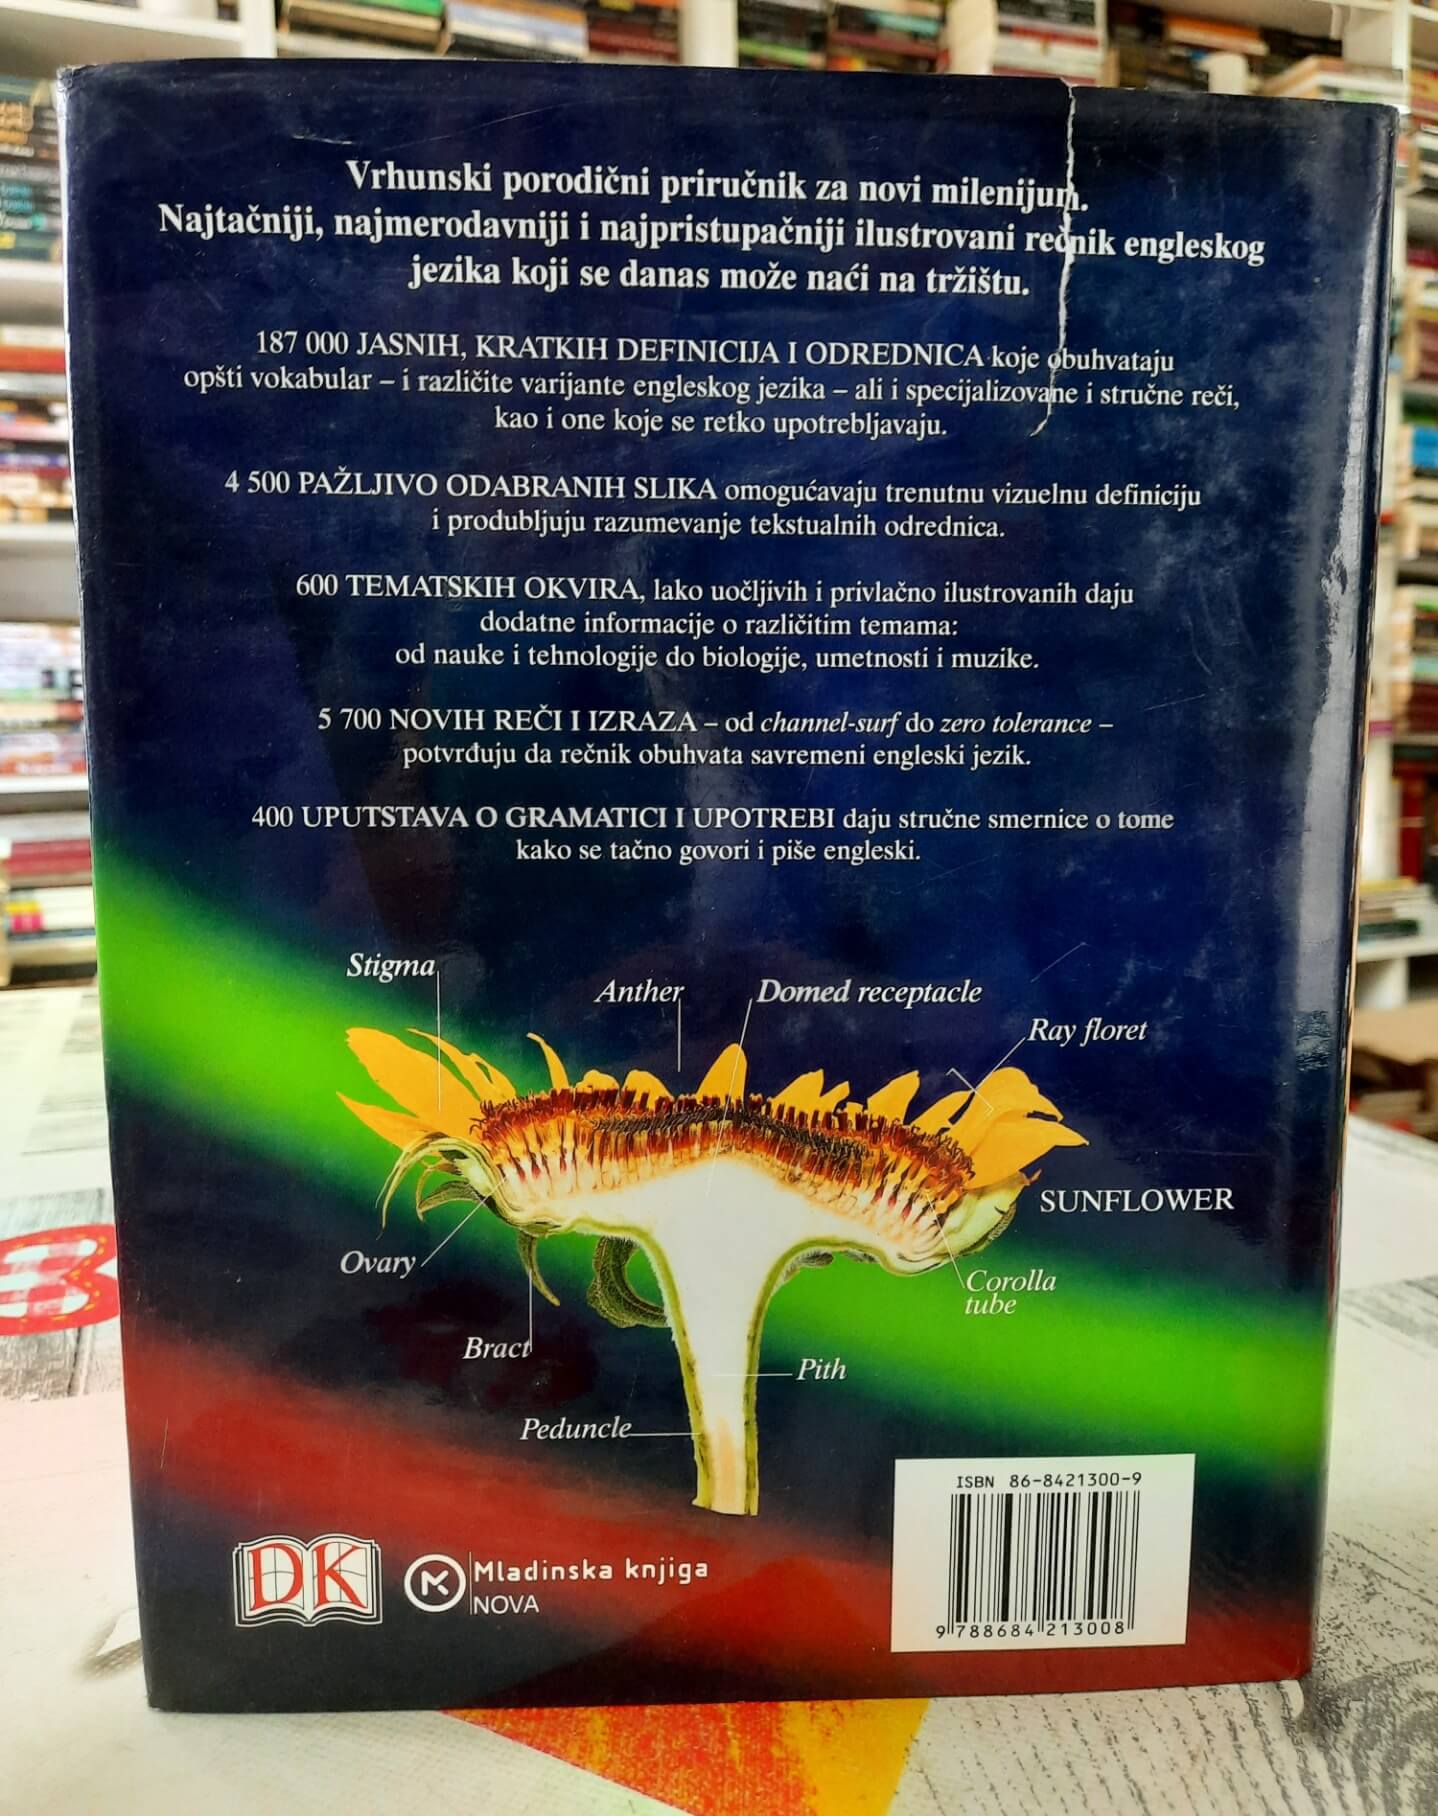 Vrhunski porodični priručnik za novi milenijum.
Najtačniji, najmerodavniji i najpristupačniji ilustrovani rečnik engleskog
jezika koji se danas može naći na tržištu.
187 000 JASNIH, KRATKIH DEFINICIJA I ODREDNICA koje obuhvataju
opšti vokabular – i različite varijante engleskog jezika – ali i specijalizovane i stručne reči,
kao i one koje se retko upotrebljavaju.
4 500 PAŽLJIVO ODABRANIH SLIKA omogućavaju trenutnu vizuelnu definiciju
i produbljuju razumevanje tekstualnih odrednica.
600 TEMATSKIH OKVIRA, lako uočljivih i privlačno ilustrovanih daju
dodatne informacije o različitim temama:
od nauke i tehnologije do biologije, umetnosti i muzike.
5 700 NOVIH REČI I IZRAZA – od channel-surf do zero tolerance –
potvrđuju da rečnik obuhvata savremeni engleski jezik.
400 UPUTSTAVA O GRAMATICI I UPOTREBI daju stručne smernice o tome
kako se tačno govori i piše engleski.
Stigma
Anther
Domed receptacle
Ray floret
SUNFLOWER
Ovary
Corolla
tube
Bract
Pith
Peduncle
ISBN 86-8421300-9
9 788684 213008
DK
Mladinska knjiga
NOVA